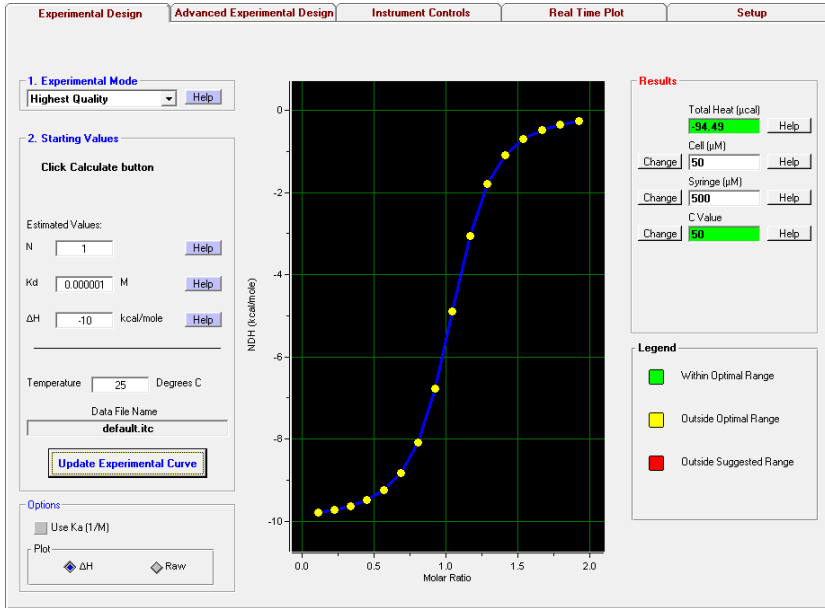 Experimental Design
Advanced Experimental Design
Instrument Controls
Real Time Plot
Setup
1. Experimental Mode
Highest Quality
Help
2. Starting Values
Click Calculate button
Estimated Values:
N 1 Help
Kd 0.000001 M Help
ΔH -10 kcal/mole Help
Temperature 25 Degrees C
Data File Name
default.itc
Update Experimental Curve
Options
Use Ka (1/M)
Plot
ΔH Raw
NDH (kcal/mole)
0
-2
-4
-6
-8
-10
0.0 0.5 1.0 1.5 2.0
Molar Ratio
Results
Total Heat (µcal)
-94.49 Help
Cell (µM)
Change 50 Help
Syringe (µM)
Change 500 Help
C Value
Change 50 Help
Legend
Within Optimal Range
Outside Optimal Range
Outside Suggested Range